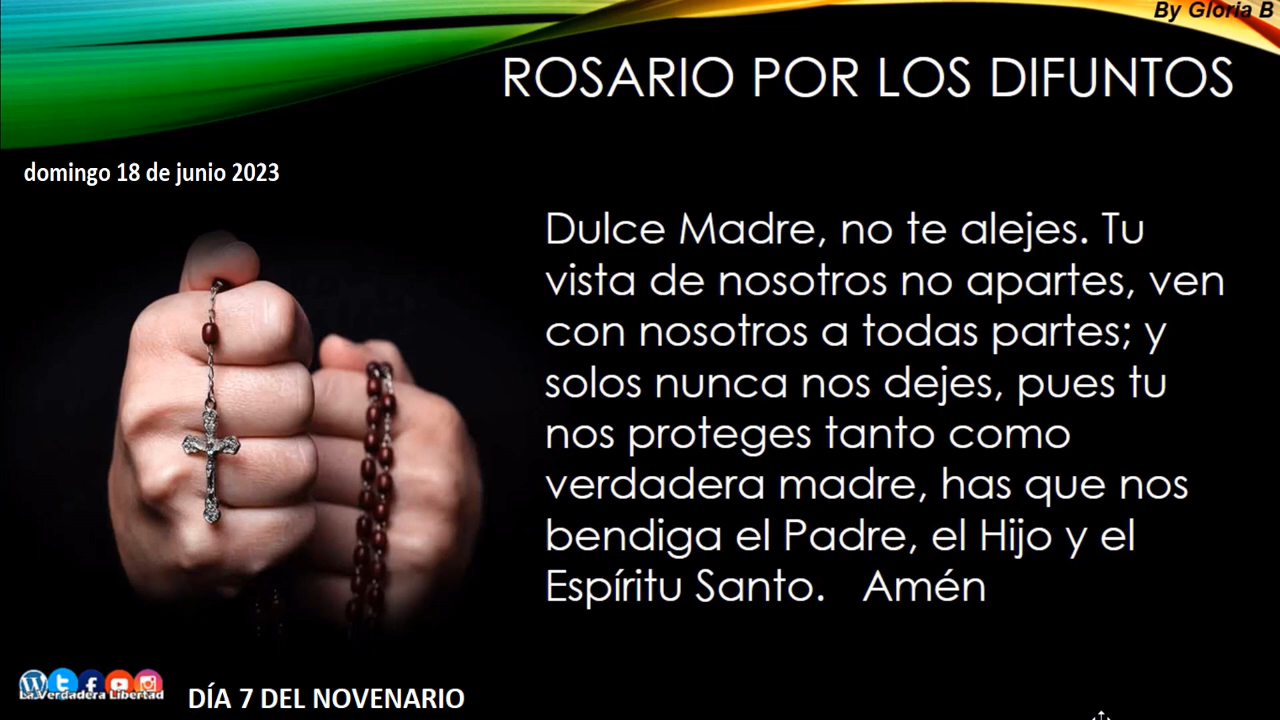 By Gloria B
ROSARIO POR LOS DIFUNTOS
domingo 18 de junio 2023
Dulce Madre, no te alejes. Tu
vista de nosotros no apartes, ven
con nosotros a todas partes; y
solos nunca nos dejes, pues tu
nos proteges tanto como
verdadera madre, has que nos
bendiga el Padre, el Hijo y el
Espíritu Santo. Amén
La Verdadera Libertad
DÍA 7 DEL NOVENARIO